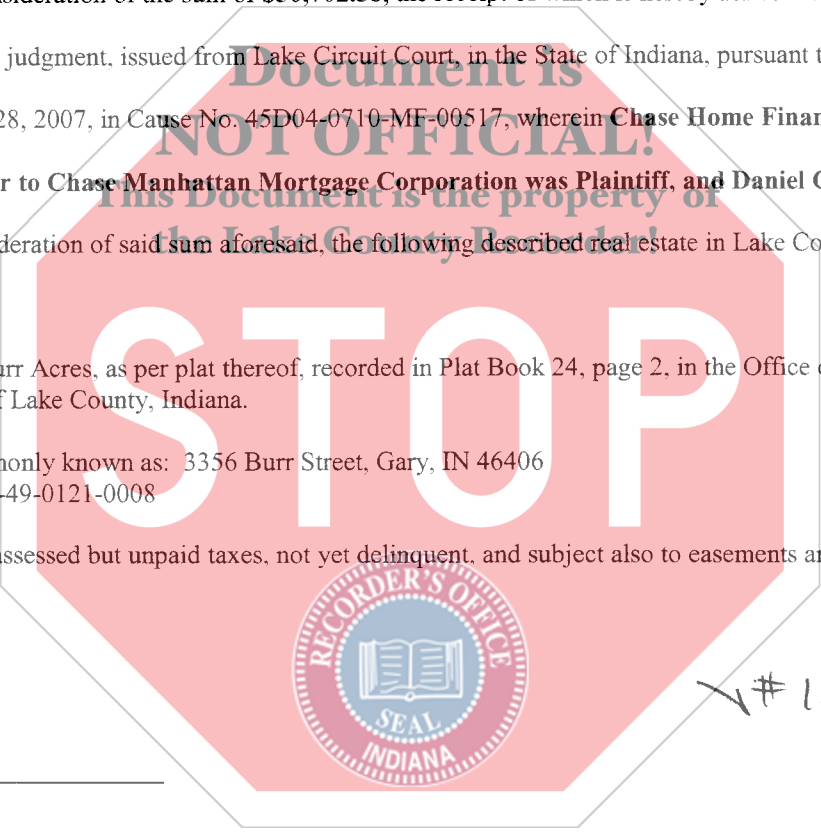 judgment, issued from Lake Circuit Court, in the State of Indiana, pursuant
Document is
28, 2007, in Cause No. 45D04-0710-MF-00517, wherein Chase Home Finan
NOT OFFICIAL!
r to Chase Manhattan Mortgage Corporation was Plaintiff, and Daniel
This Document is the property of
deration of said sum aforesaid, the following described real estate in Lake Co
the Lake County Recorder!
STOP
urr Acres, as per plat thereof, recorded in Plat Book 24, page 2, in the Office
f Lake County, Indiana.
monly known as: 3356 Burr Street, Gary, IN 46406
-49-0121-0008
assessed but unpaid taxes, not yet delinquent, and subject also to easements
RECORDER'S OFFICE
SEAL
INDIANA
#1